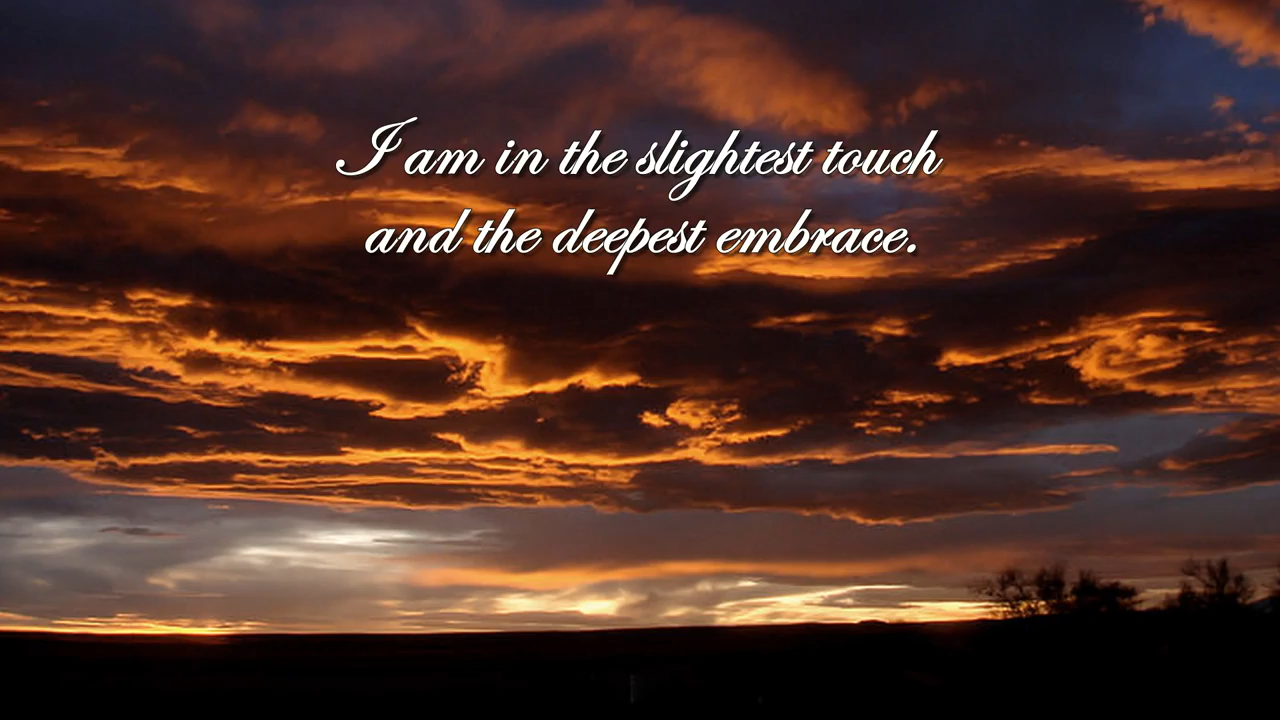 I am in the slightest touch
and the deepest embrace.